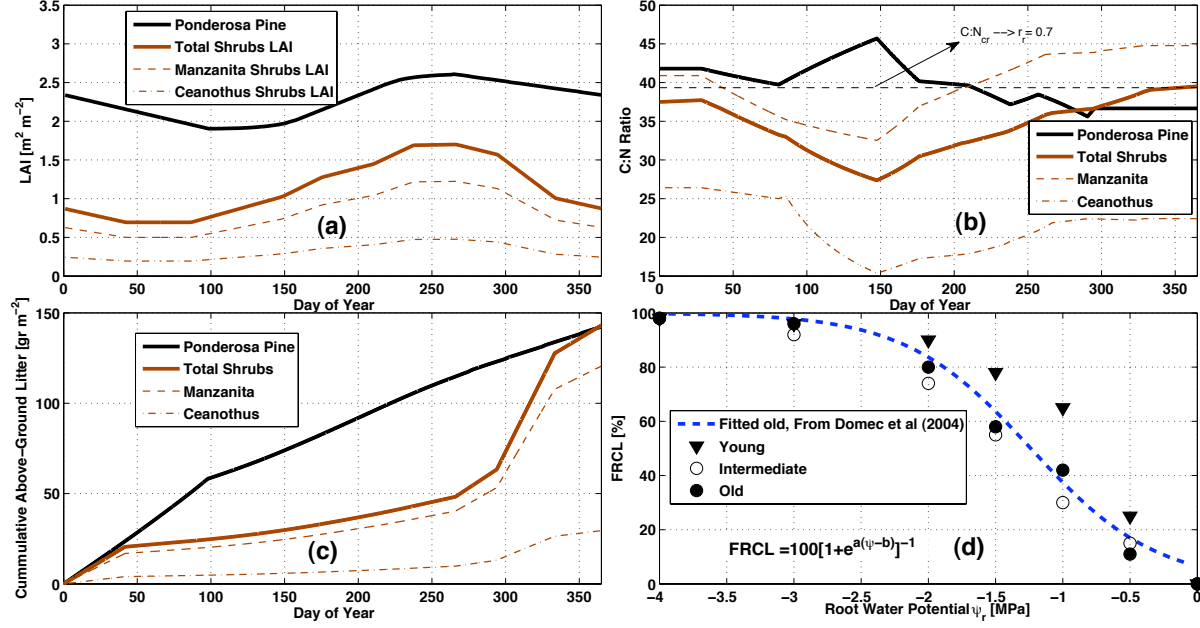 3.5
3
2.5
2
1.5
1
0.5
0
LAI [m² m⁻²]
Ponderosa Pine
Total Shrubs LAI
Manzanita Shrubs LAI
Ceanothus Shrubs LAI
(a)
0 50 100 150 200 250 300 350
Day of Year
45
40
35
30
25
20
15
C:N Ratio
C:N_cr −−> r_r = 0.7
Ponderosa Pine
Total Shrubs
Manzanita
Ceanothus
(b)
0 50 100 150 200 250 300 350
Day of Year
150
100
50
0
Cummulative Above−Ground Litter [gr m⁻²]
Ponderosa Pine
Total Shrubs
Manzanita
Ceanothus
(c)
0 50 100 150 200 250 300 350
Day of Year
100
80
60
40
20
0
FRCL [%]
Fitted old, From Domec et al (2004)
Young
Intermediate
Old
FRCL =100[1+e^{a(ψ−b)}]⁻¹
(d)
−4 −3.5 −3 −2.5 −2 −1.5 −1 −0.5 0
Root Water Potential ψ_r [MPa]